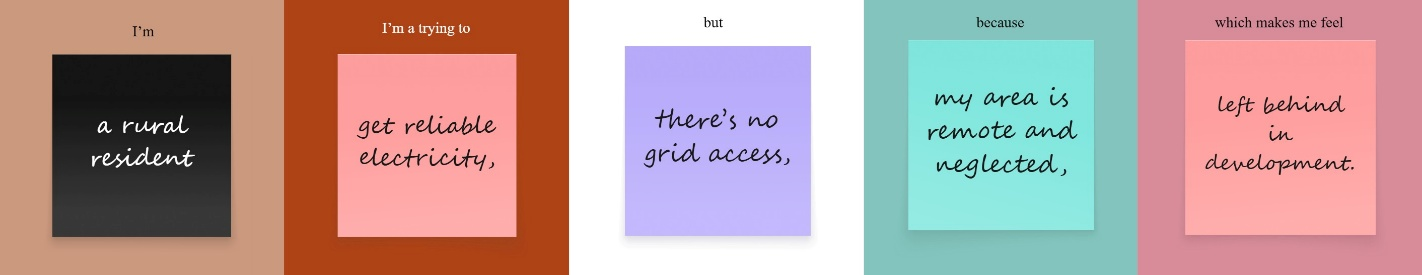 I'm
a rural
resident
I'm a trying to
get reliable
electricity,
but
there's no
grid access,
because
my area is
remote and
neglected,
which makes me feel
left behind
in
development.